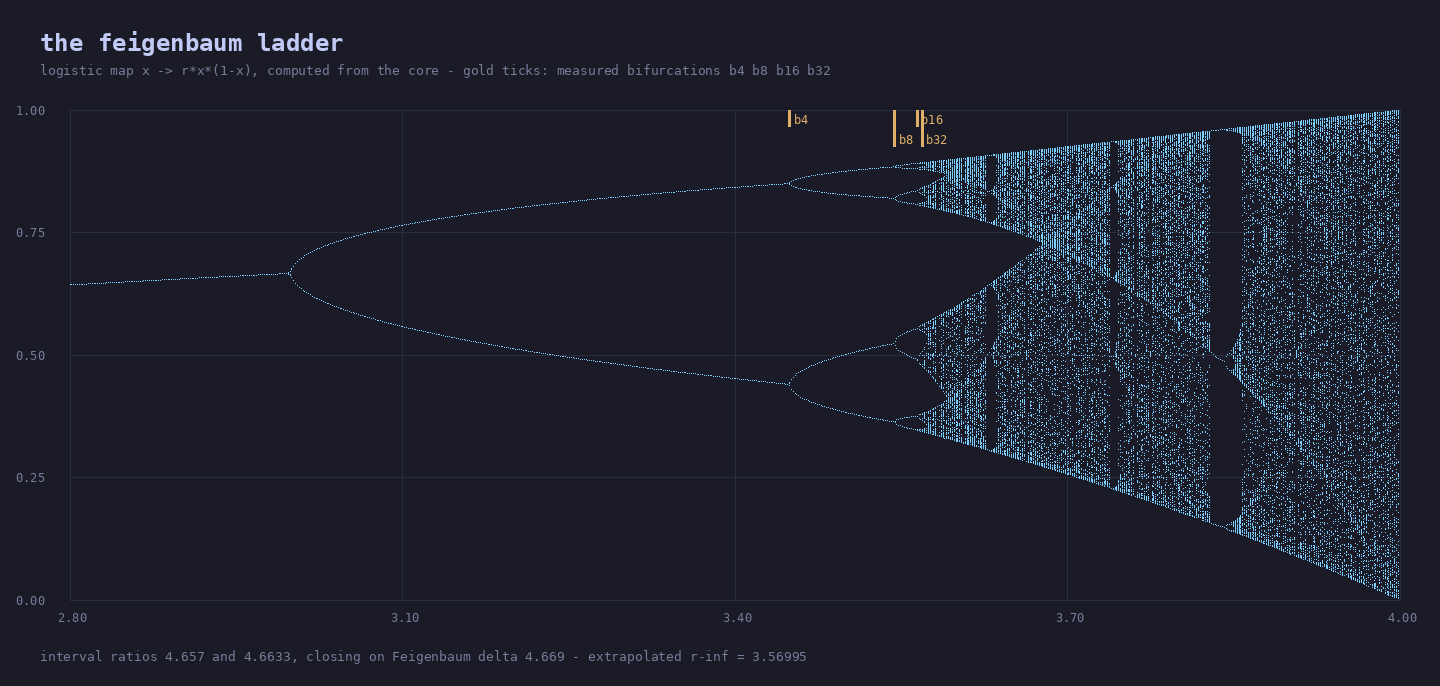 the feigenbaum ladder
logistic map x -> r*x*(1-x), computed from the core - gold ticks: measured bifurcations b4 b8 b16 b32
1.00
b4
b16
b8
b32
0.75
0.50
0.25
0.00
2.80
3.10
3.40
3.70
4.00
interval ratios 4.657 and 4.6633, closing on Feigenbaum delta 4.669 - extrapolated r-inf = 3.56995